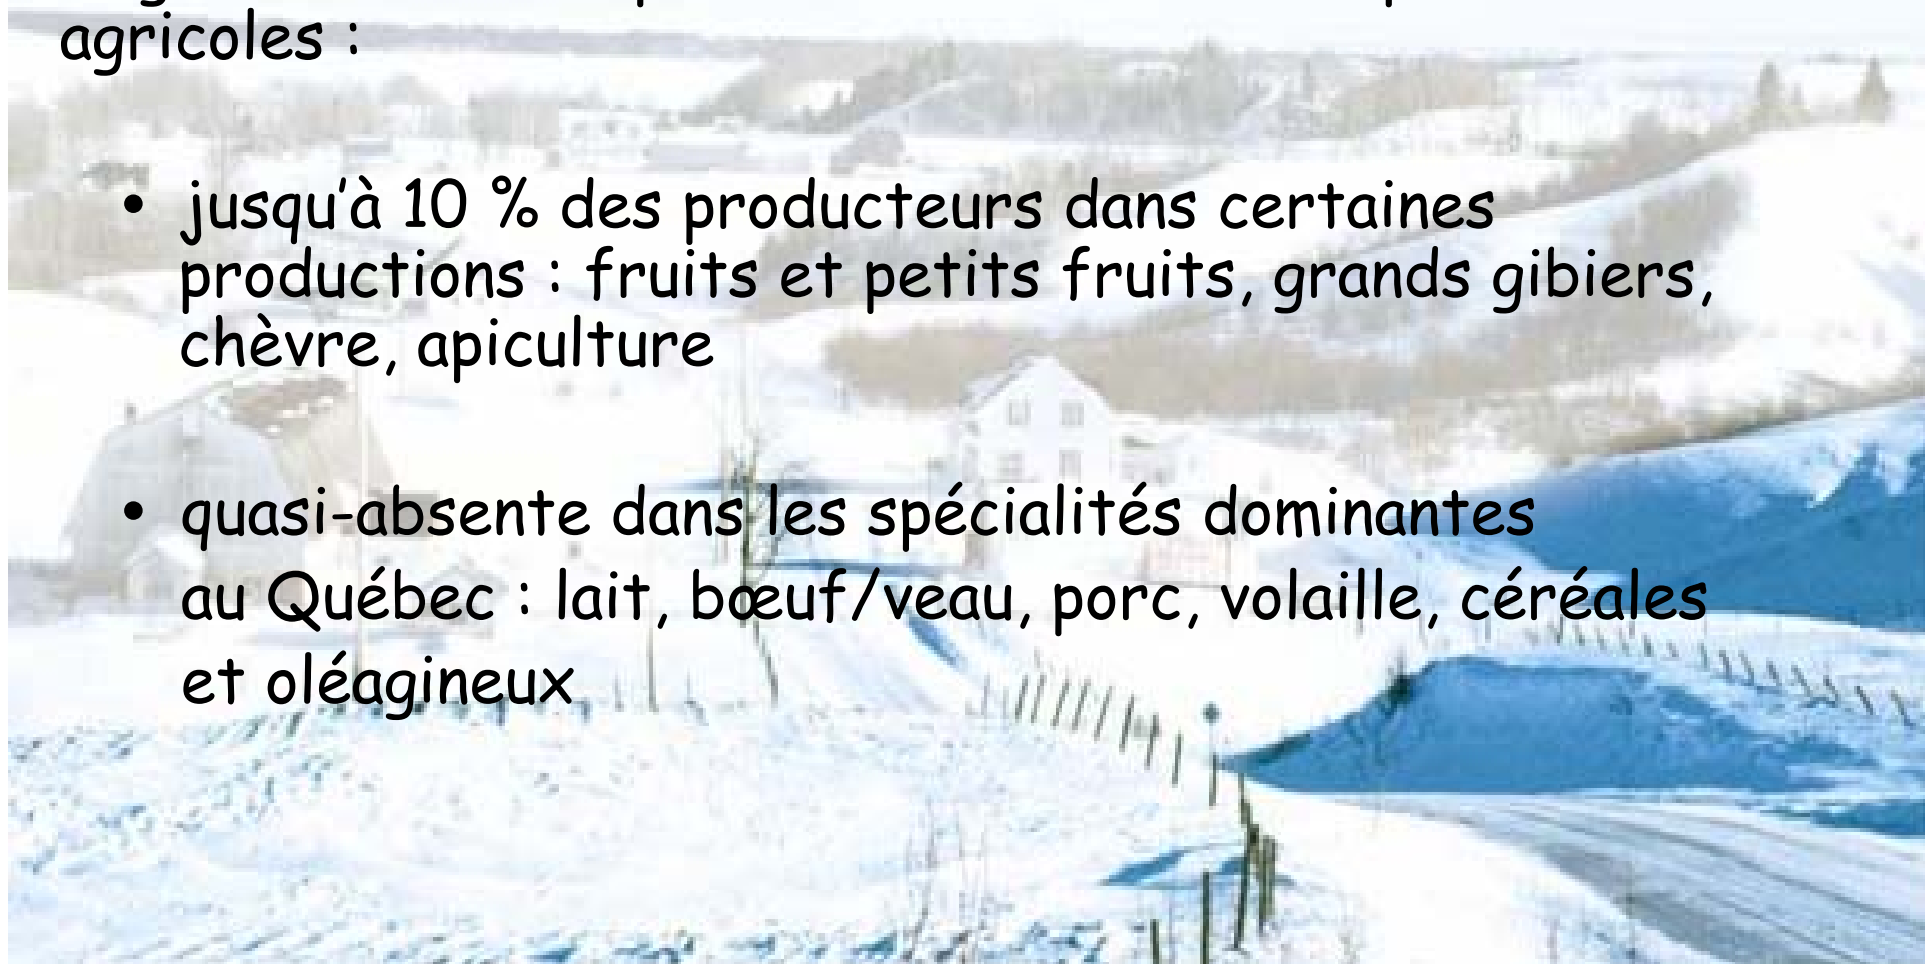 agricoles :
• jusqu’à 10 % des producteurs dans certaines
productions : fruits et petits fruits, grands gibiers,
chèvre, apiculture
• quasi-absente dans les spécialités dominantes
au Québec : lait, bœuf/veau, porc, volaille, céréales
et oléagineux